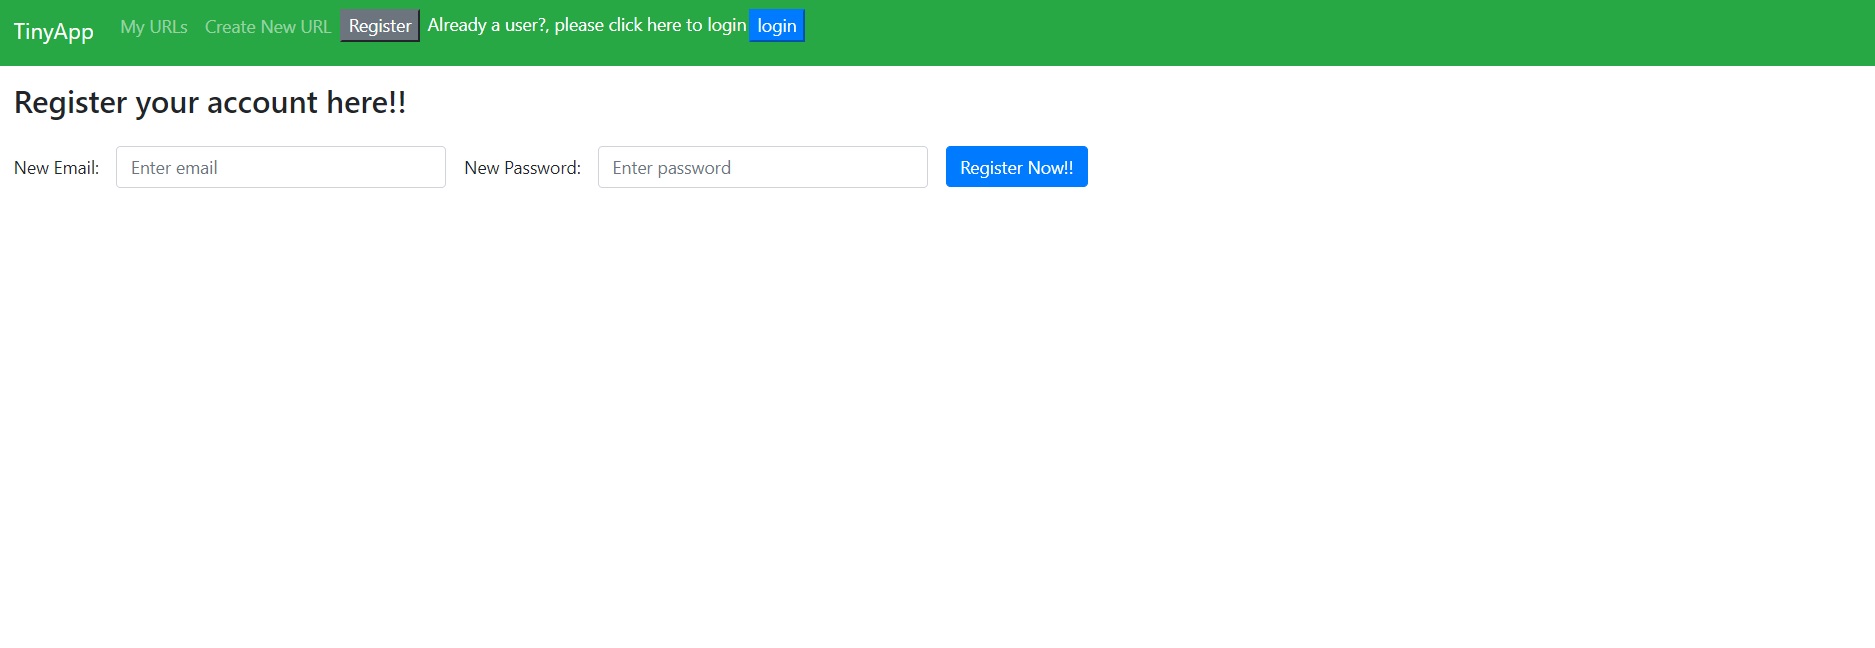 TinyApp My URLs Create New URL Register Already a user?, please click here to login login
Register your account here!!
New Email: Enter email New Password: Enter password Register Now!!